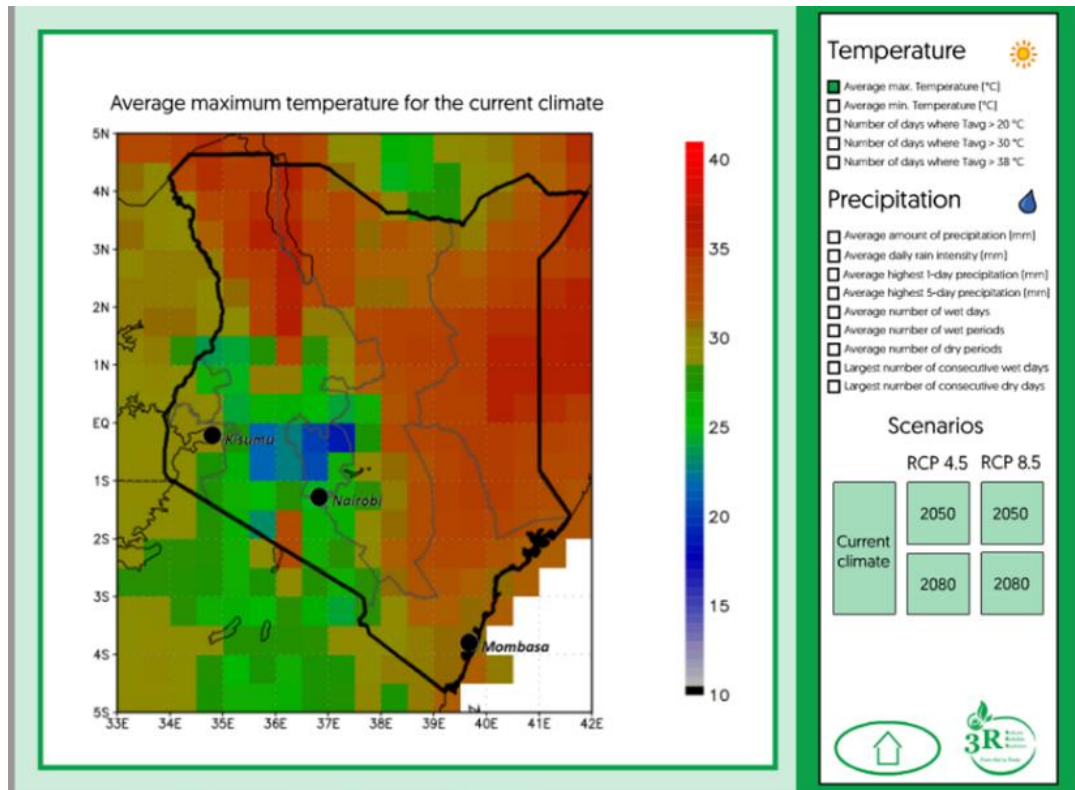 Average maximum temperature for the current climate
5N
4N
3N
2N
1N
EQ
1S
2S
3S
4S
5S
33E
34E
35E
36E
37E
38E
39E
40E
41E
42E
Kisumu
Nairobi
Mombasa
40
35
30
25
20
15
10
Temperature
Average max. Temperature (°C)
Average min. Temperature (°C)
Number of days where Tavg > 20 °C
Number of days where Tavg > 30 °C
Number of days where Tavg > 38 °C
Precipitation
Average amount of precipitation (mm)
Average daily rain intensity (mm)
Average highest 1-day precipitation (mm)
Average highest 5-day precipitation (mm)
Average number of wet days
Average number of wet periods
Average number of dry periods
Largest number of consecutive wet days
Largest number of consecutive dry days
Scenarios
RCP 4.5 RCP 8.5
Current
climate
2050
2050
2080
2080
3R